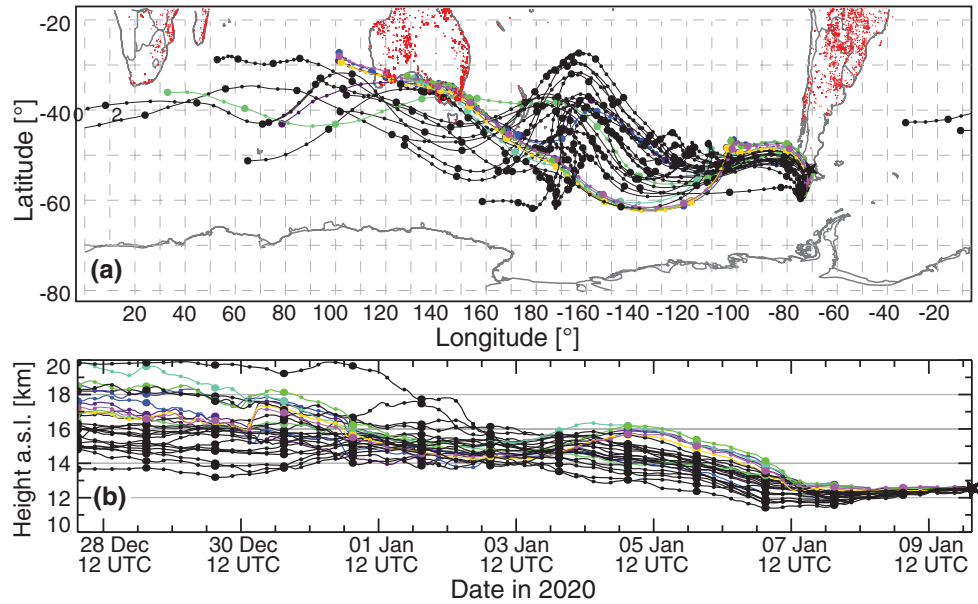 -20
-40
-60
-80
0 2
(a)
Latitude [°]
20 40 60 80 100 120 140 160 180 -160 -140 -120 -100 -80 -60 -40 -20
Longitude [°]
20
18
16
14
12
10
(b)
Height a.s.l. [km]
28 Dec 30 Dec 01 Jan 03 Jan 05 Jan 07 Jan 09 Jan
12 UTC 12 UTC 12 UTC 12 UTC 12 UTC 12 UTC 12 UTC
Date in 2020